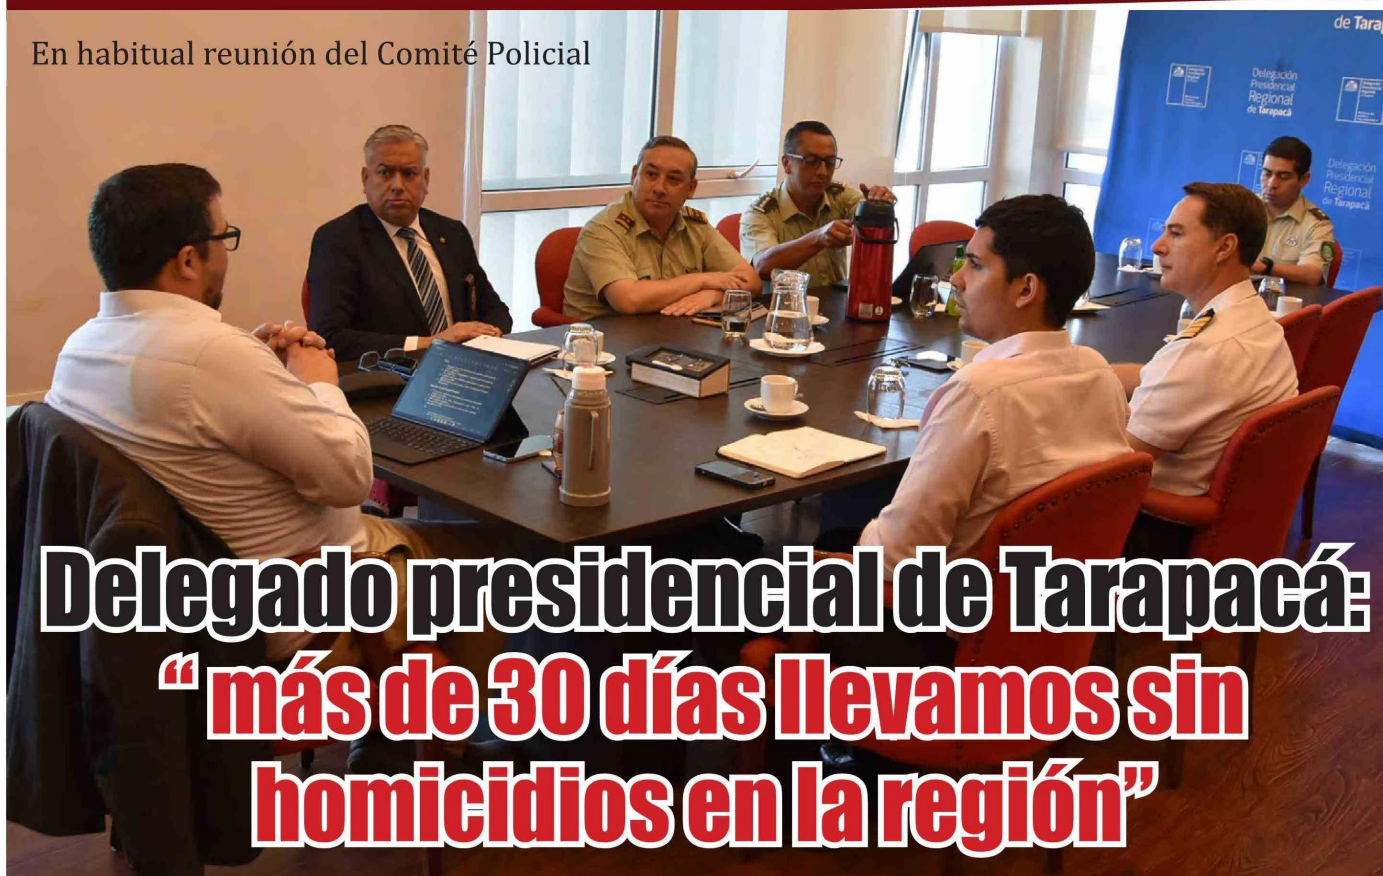 En habitual reunión del Comité Policial
de Tarap
Delegación
Presidencial
Regional
de Tarapacá
Delegación
Presidencial
Regional
de Tarapacá
Delegado presidencial de Tarapacá:
“más de 30 días llevamos sin
homicidios en la región”